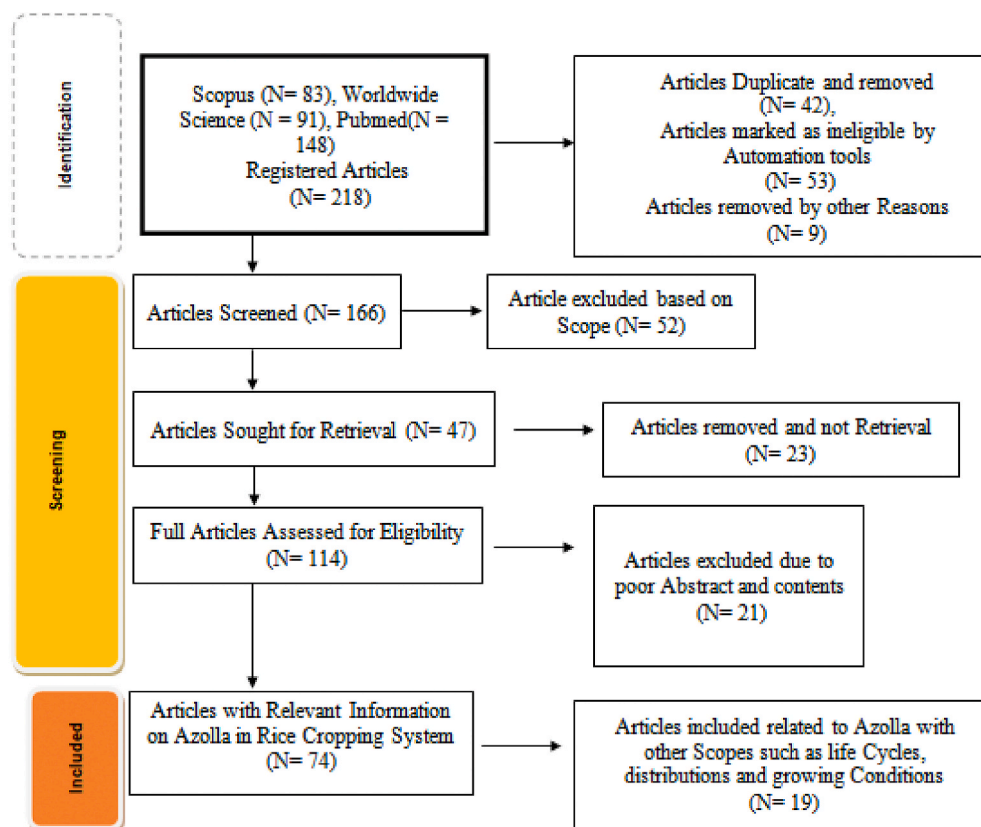 Identification
Scopus (N= 83), Worldwide
Science (N = 91), Pubmed(N =
148)
Registered Articles
(N= 218)
Articles Duplicate and removed
(N= 42),
Articles marked as ineligible by
Automation tools
(N= 53)
Articles removed by other Reasons
(N= 9)
Screening
Articles Screened (N= 166)
Article excluded based on
Scope (N= 52)
Articles Sought for Retrieval (N= 47)
Articles removed and not Retrieval
(N= 23)
Full Articles Assessed for Eligibility
(N= 114)
Articles excluded due to
poor Abstract and contents
(N= 21)
Included
Articles with Relevant Information
on Azolla in Rice Cropping System
(N= 74)
Articles included related to Azolla with
other Scopes such as life Cycles,
distributions and growing Conditions
(N= 19)